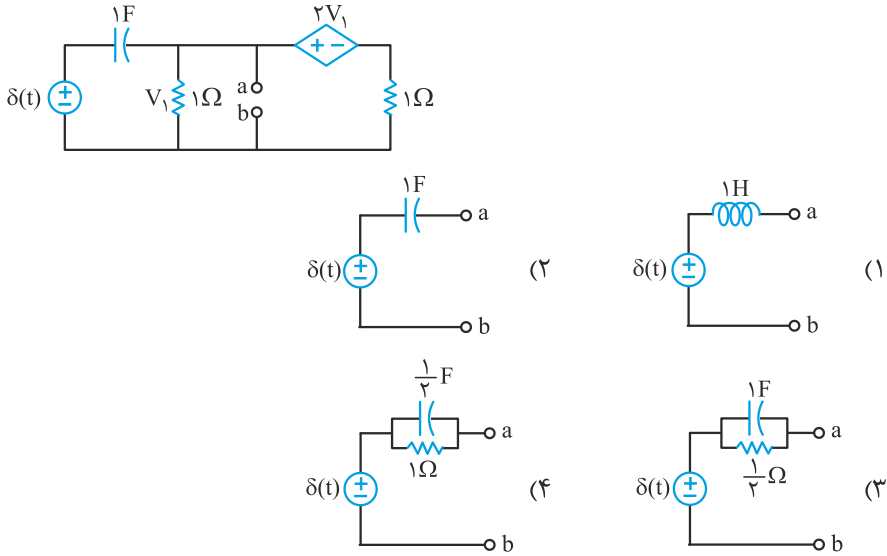 ۱F
۲V۱
δ(t)
+
−
V۱
۱Ω
a
b
+ −
۱Ω
۱H
a
δ(t)
+
−
b
۱)
۱F
a
δ(t)
+
−
b
۲)
۱F
a
۱/۲ Ω
δ(t)
+
−
b
۳)
۱/۲ F
a
۱Ω
δ(t)
+
−
b
۴)